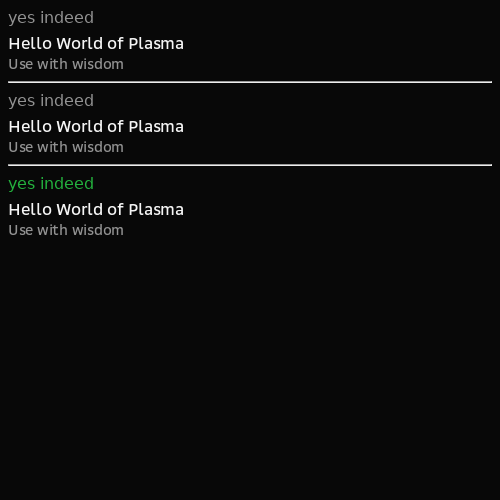 yes indeed
Hello World of Plasma
Use with wisdom
yes indeed
Hello World of Plasma
Use with wisdom
yes indeed
Hello World of Plasma
Use with wisdom